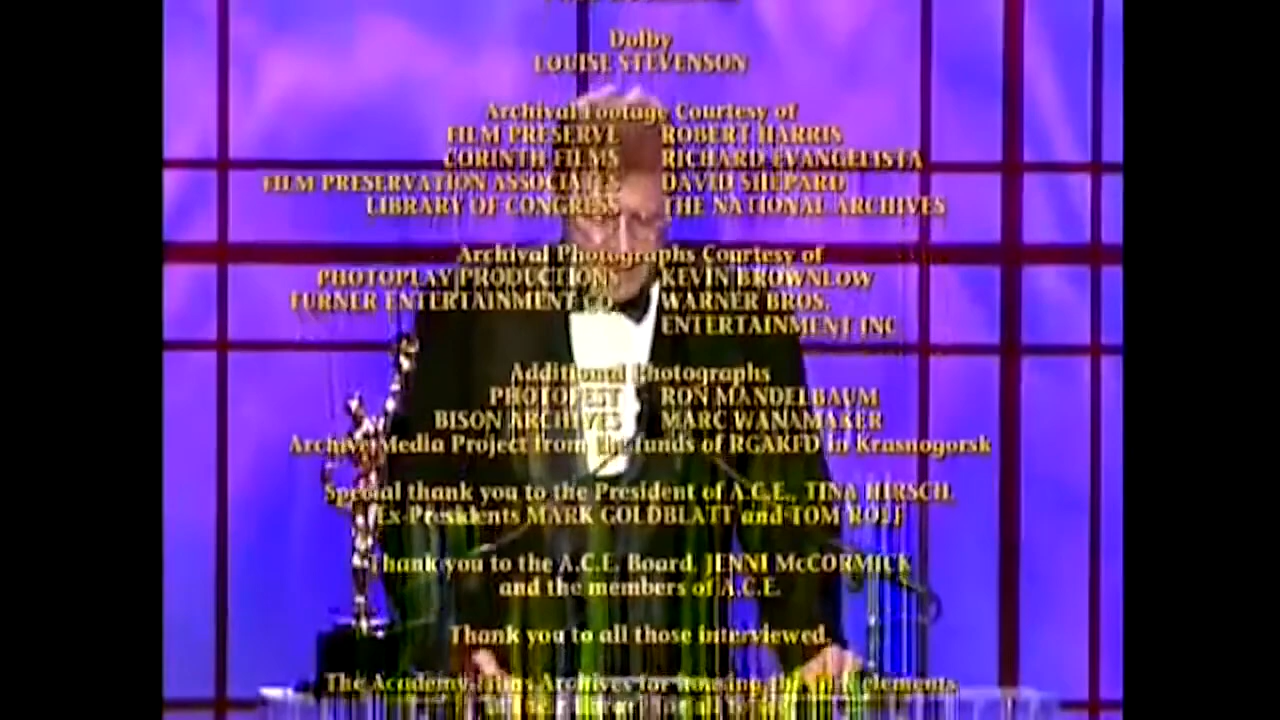 Dolby
LOUISE STEVENSON
Archival Footage Courtesy of
FILM PRESERVE ROBERT HARRIS
CORINTH FILMS RICHARD EVANGELISTA
FILM PRESERVATION ASSOCIATES DAVID SHEPARD
LIBRARY OF CONGRESS THE NATIONAL ARCHIVES
Archival Photographs Courtesy of
PHOTOPLAY PRODUCTIONS KEVIN BROWNLOW
TURNER ENTERTAINMENT CO. WARNER BROS.
ENTERTAINMENT INC
Additional Photographs
PHOTOFEST RON MANDELBAUM
BISON ARCHIVES MARC WANAMAKER
Archive Media Project from the funds of RGAKFD in Krasnogorsk
Special thank you to the President of A.C.E., TINA HIRSCH,
Ex-Presidents MARK GOLDBLATT and TOM ROLF
Thank you to the A.C.E. Board, JENNI McCORMICK
and the members of A.C.E.
Thank you to all those interviewed.
The Academy Film Archives for housing the film elements